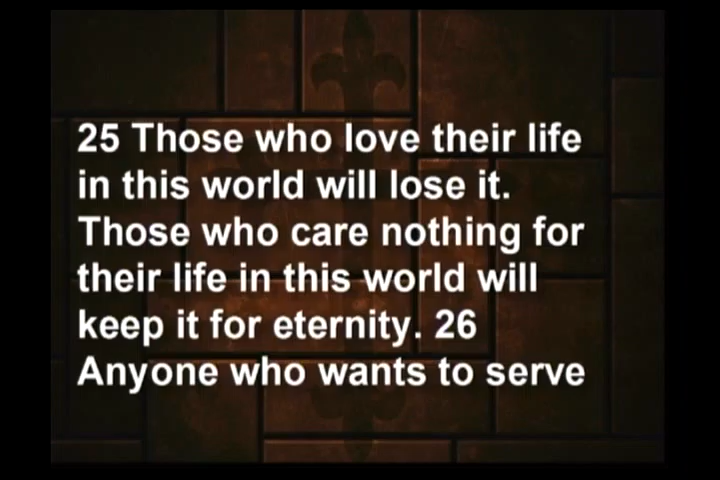 25 Those who love their life
in this world will lose it.
Those who care nothing for
their life in this world will
keep it for eternity. 26
Anyone who wants to serve